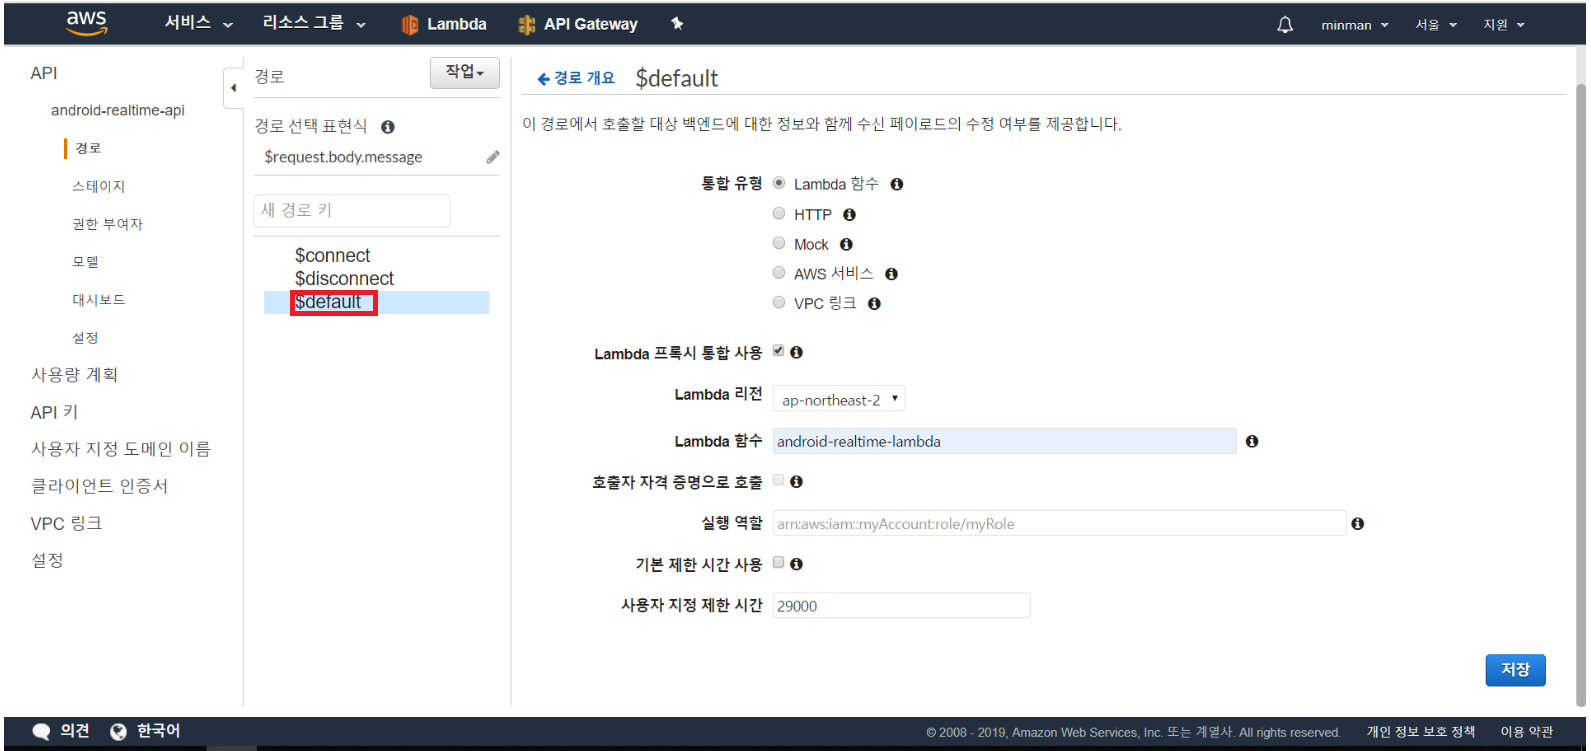 aws 서비스 리소스 그룹 Lambda API Gateway minman 서울 지원
API
android-realtime-api
경로
스테이지
권한 부여자
모델
대시보드
설정
사용량 계획
API 키
사용자 지정 도메인 이름
클라이언트 인증서
VPC 링크
설정
경로 작업
경로 선택 표현식
$request.body.message
새 경로 키
$connect
$disconnect
$default
경로 개요 $default
이 경로에서 호출할 대상 백엔드에 대한 정보와 함께 수신 페이로드의 수정 여부를 제공합니다.
통합 유형 Lambda 함수
HTTP
Mock
AWS 서비스
VPC 링크
Lambda 프록시 통합 사용
Lambda 리전 ap-northeast-2
Lambda 함수 android-realtime-lambda
호출자 자격 증명으로 호출
실행 역할 arn:aws:iam::myAccount:role/myRole
기본 제한 시간 사용
사용자 지정 제한 시간 29000
저장
의견 한국어 © 2008 - 2019, Amazon Web Services, Inc. 또는 계열사. All rights reserved. 개인 정보 보호 정책 이용 약관